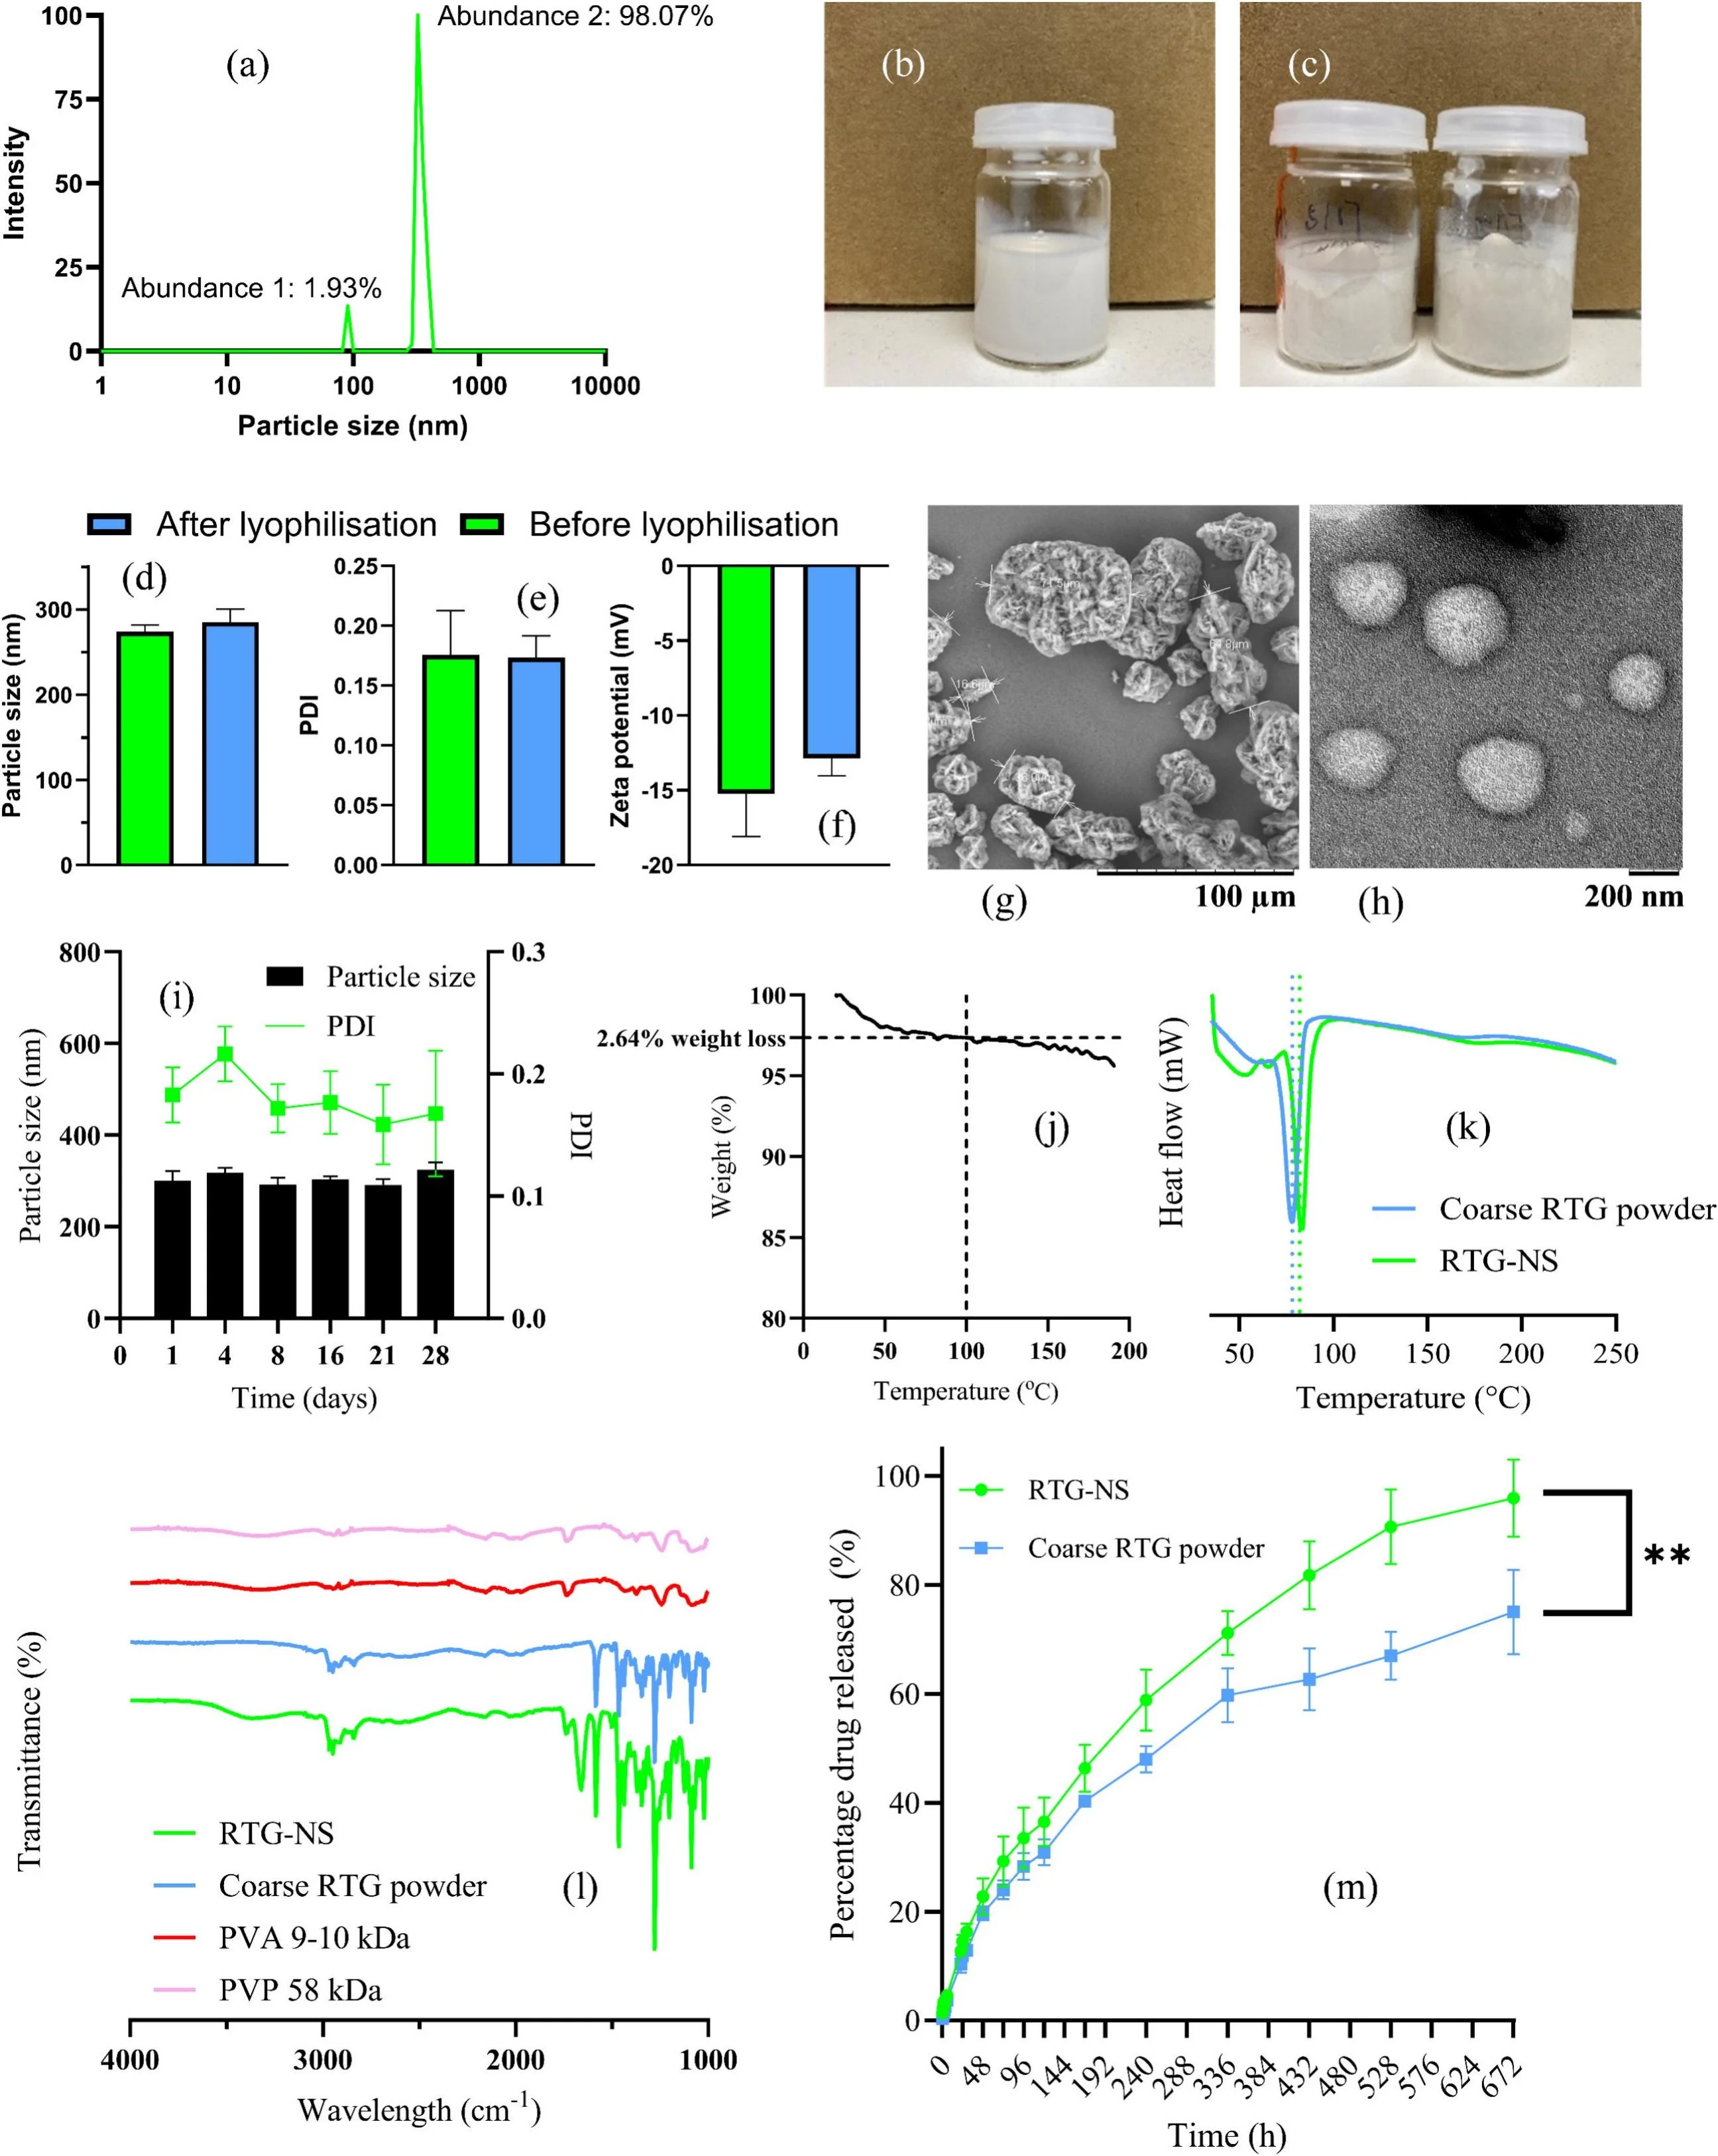 100
75
50
25
0
Intensity
(a)
Abundance 2: 98.07%
Abundance 1: 1.93%
1 10 100 1000 10000
Particle size (nm)
(b)
(c)
After lyophilisation
Before lyophilisation
(d)
300
200
100
0
Particle size (nm)
(e)
0.25
0.20
0.15
0.10
0.05
0.00
PDI
(f)
0
-5
-10
-15
-20
Zeta potential (mV)
(g)
100 µm
(h)
200 nm
(i)
800
600
400
200
0
Particle size (nm)
Particle size
PDI
0.3
0.2
0.1
0.0
PDI
0 1 4 8 16 21 28
Time (days)
(j)
100
95
90
85
80
2.64% weight loss
Weight (%)
0 50 100 150 200
Temperature (ºC)
(k)
Heat flow (mW)
Coarse RTG powder
RTG-NS
50 100 150 200 250
Temperature (°C)
(l)
Transmittance (%)
RTG-NS
Coarse RTG powder
PVA 9-10 kDa
PVP 58 kDa
4000 3000 2000 1000
Wavelength (cm⁻¹)
(m)
100
80
60
40
20
0
Percentage drug released (%)
RTG-NS
Coarse RTG powder
**
0 48 96 144 192 240 288 336 384 432 480 528 576 624 672
Time (h)